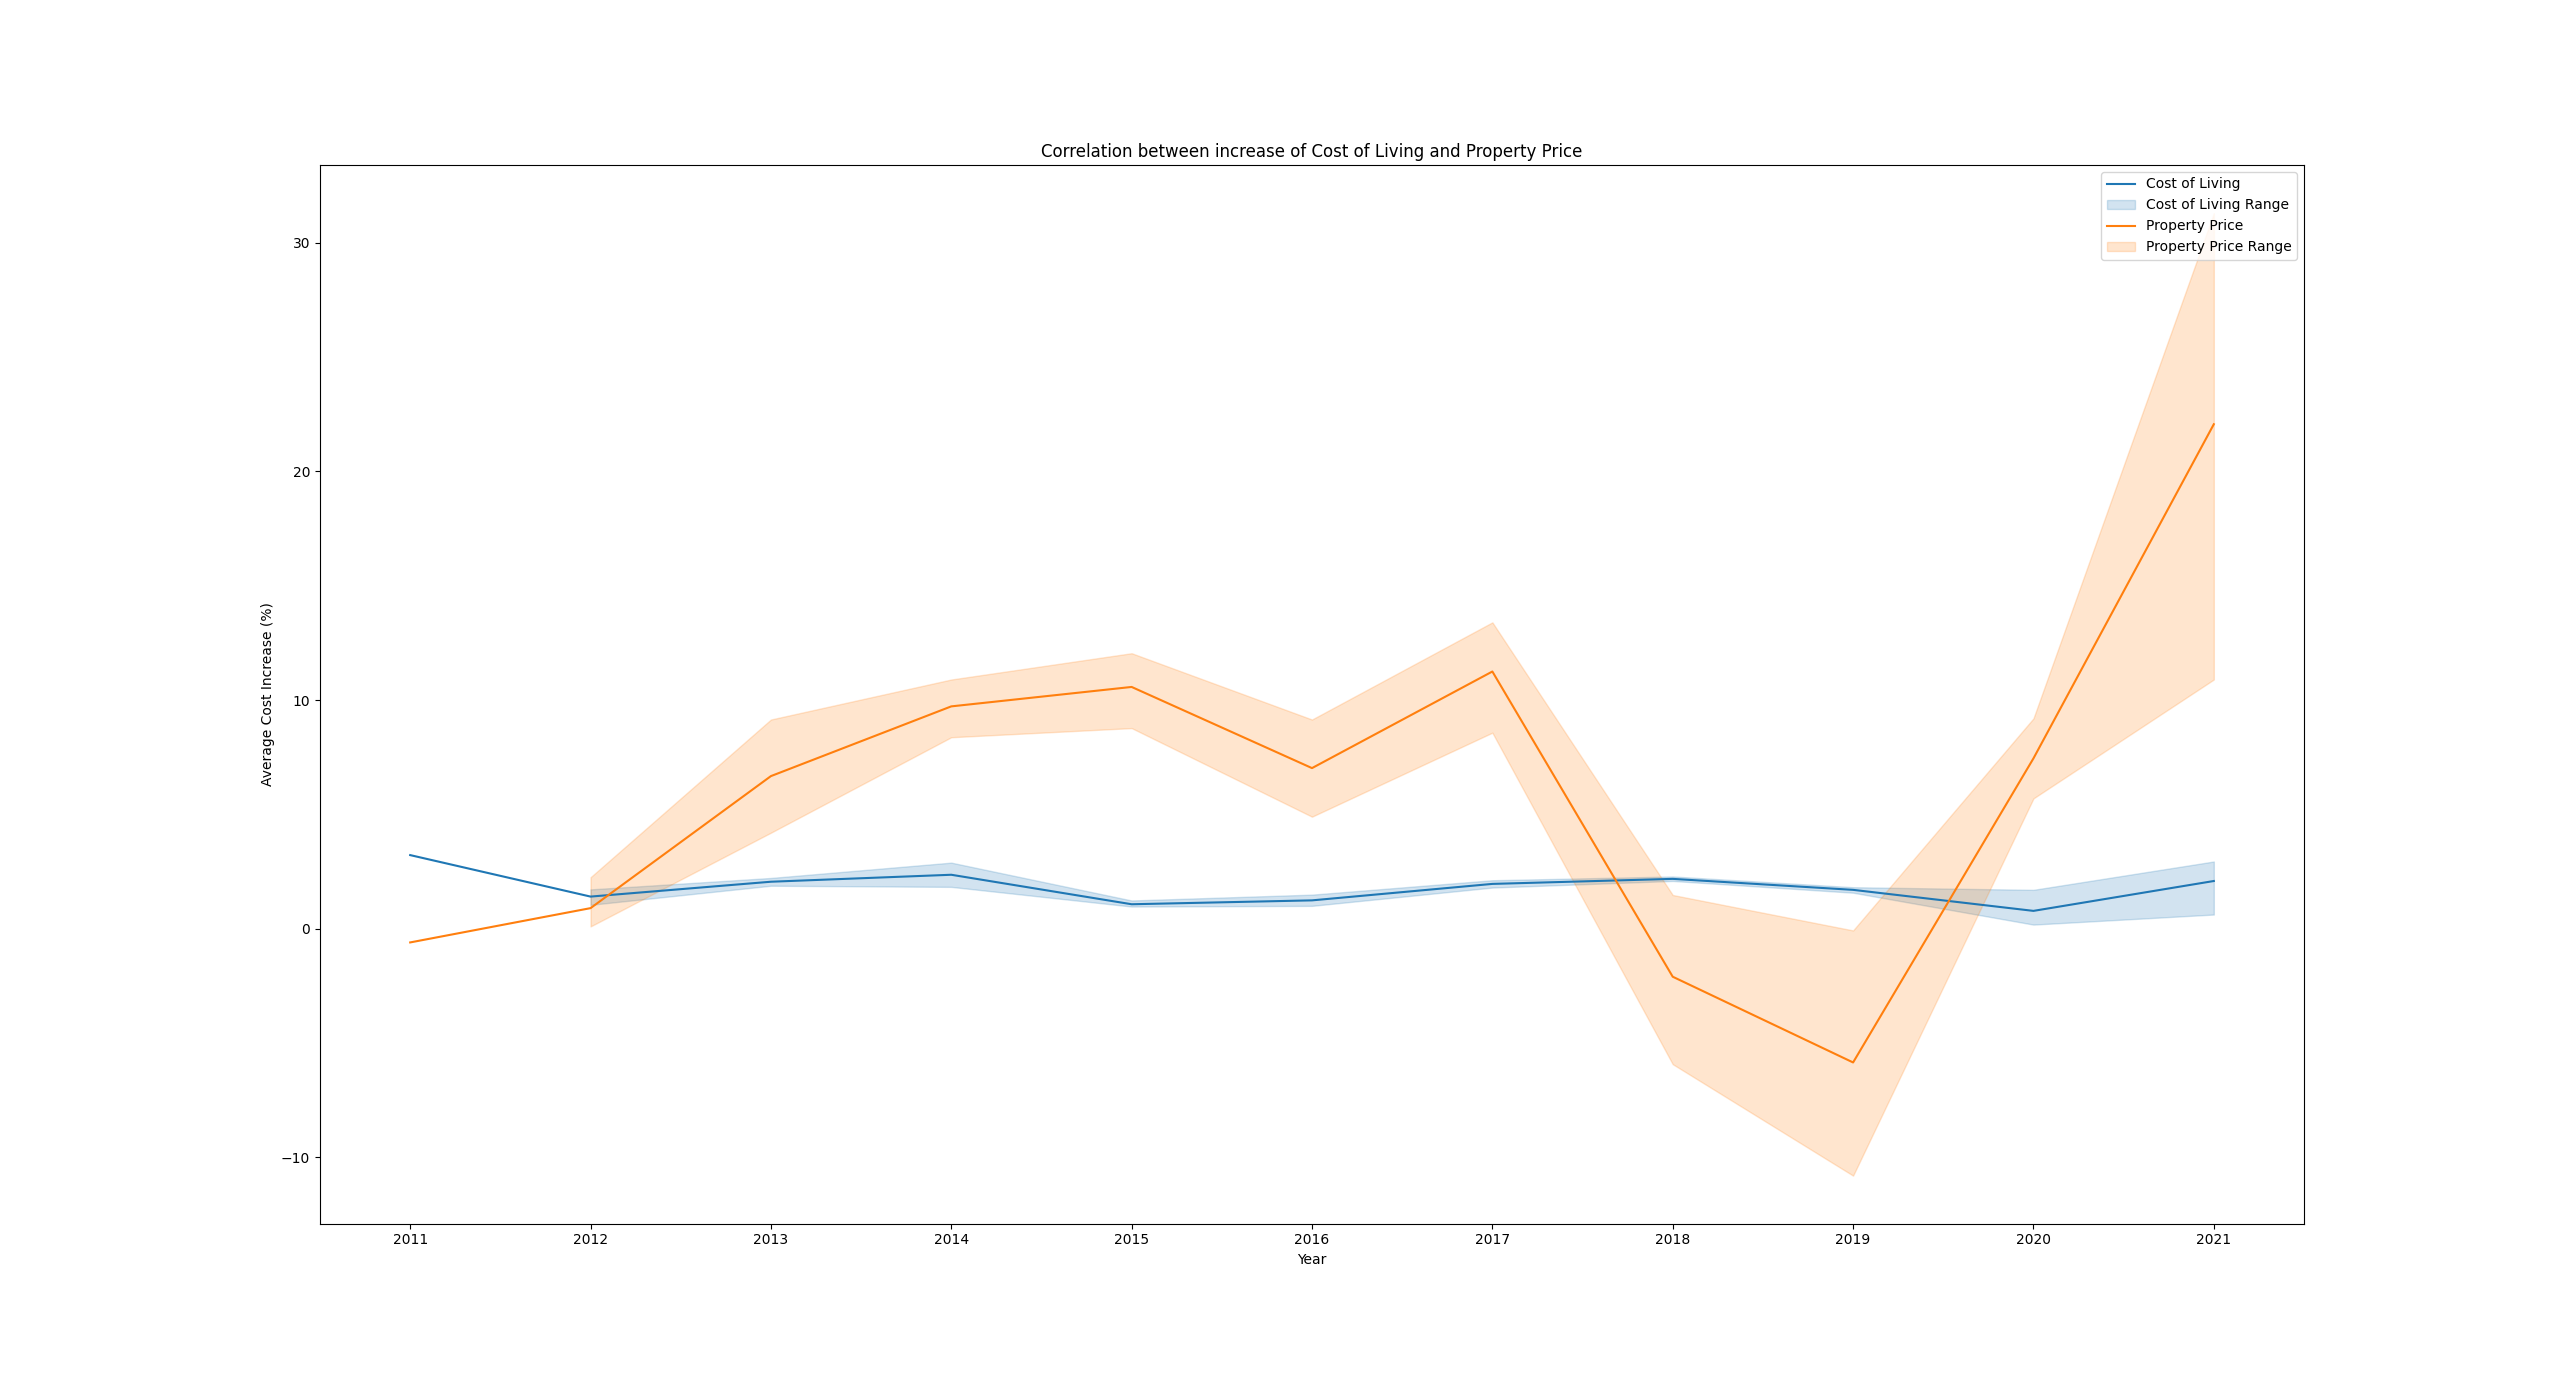 Correlation between increase of Cost of Living and Property Price
Cost of Living
Cost of Living Range
Property Price
Property Price Range
30
20
10
0
−10
Average Cost Increase (%)
2011 2012 2013 2014 2015 2016 2017 2018 2019 2020 2021
Year